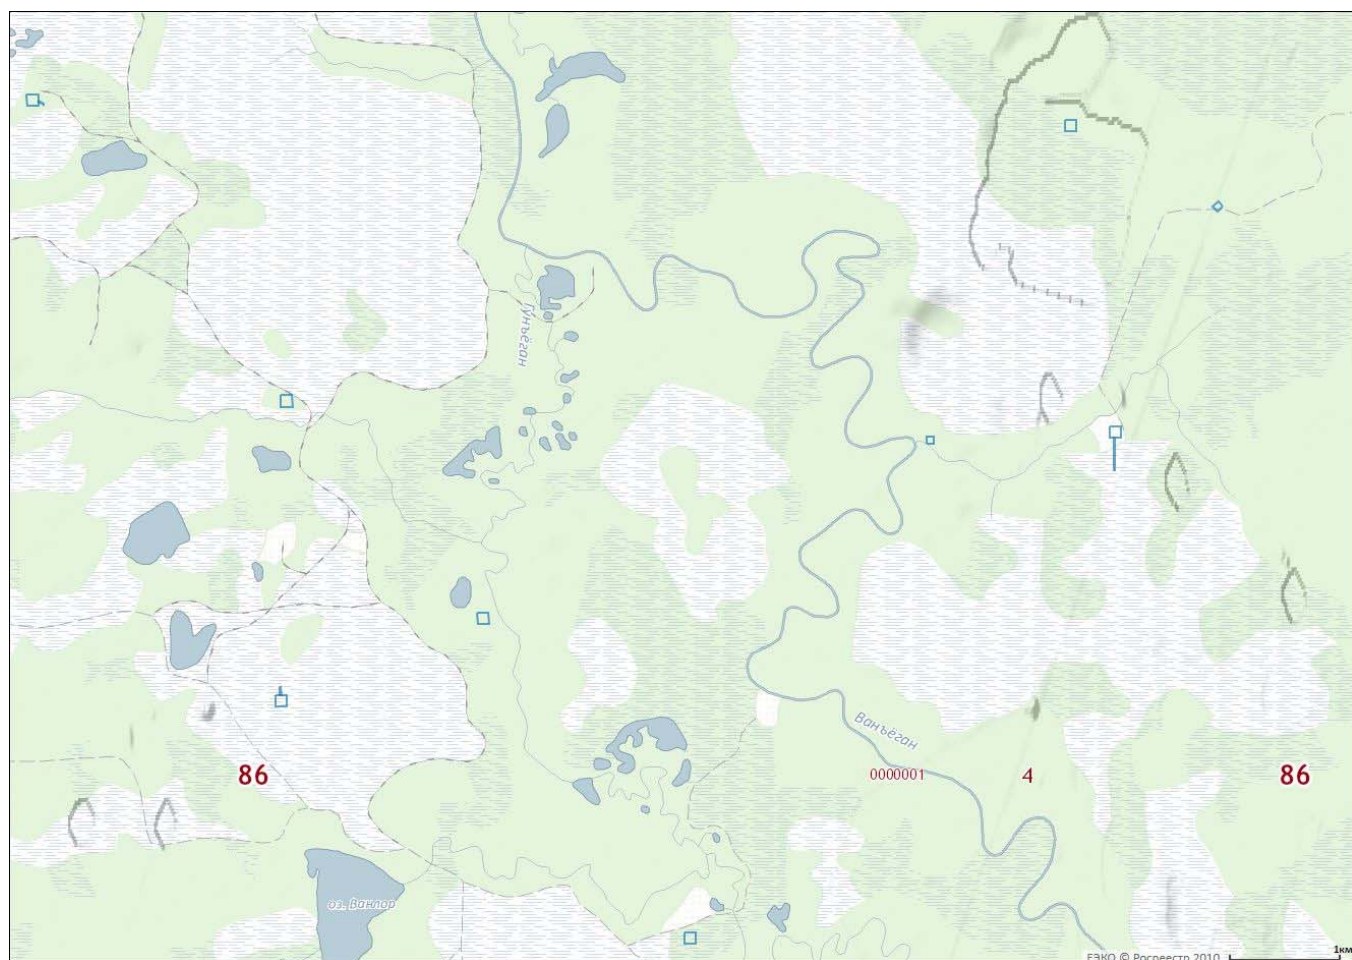 Гунъёган
Ванъёган
0000001
4
86
86
оз. Ванлор
1км
ЕЭКО © Росреестр 2010